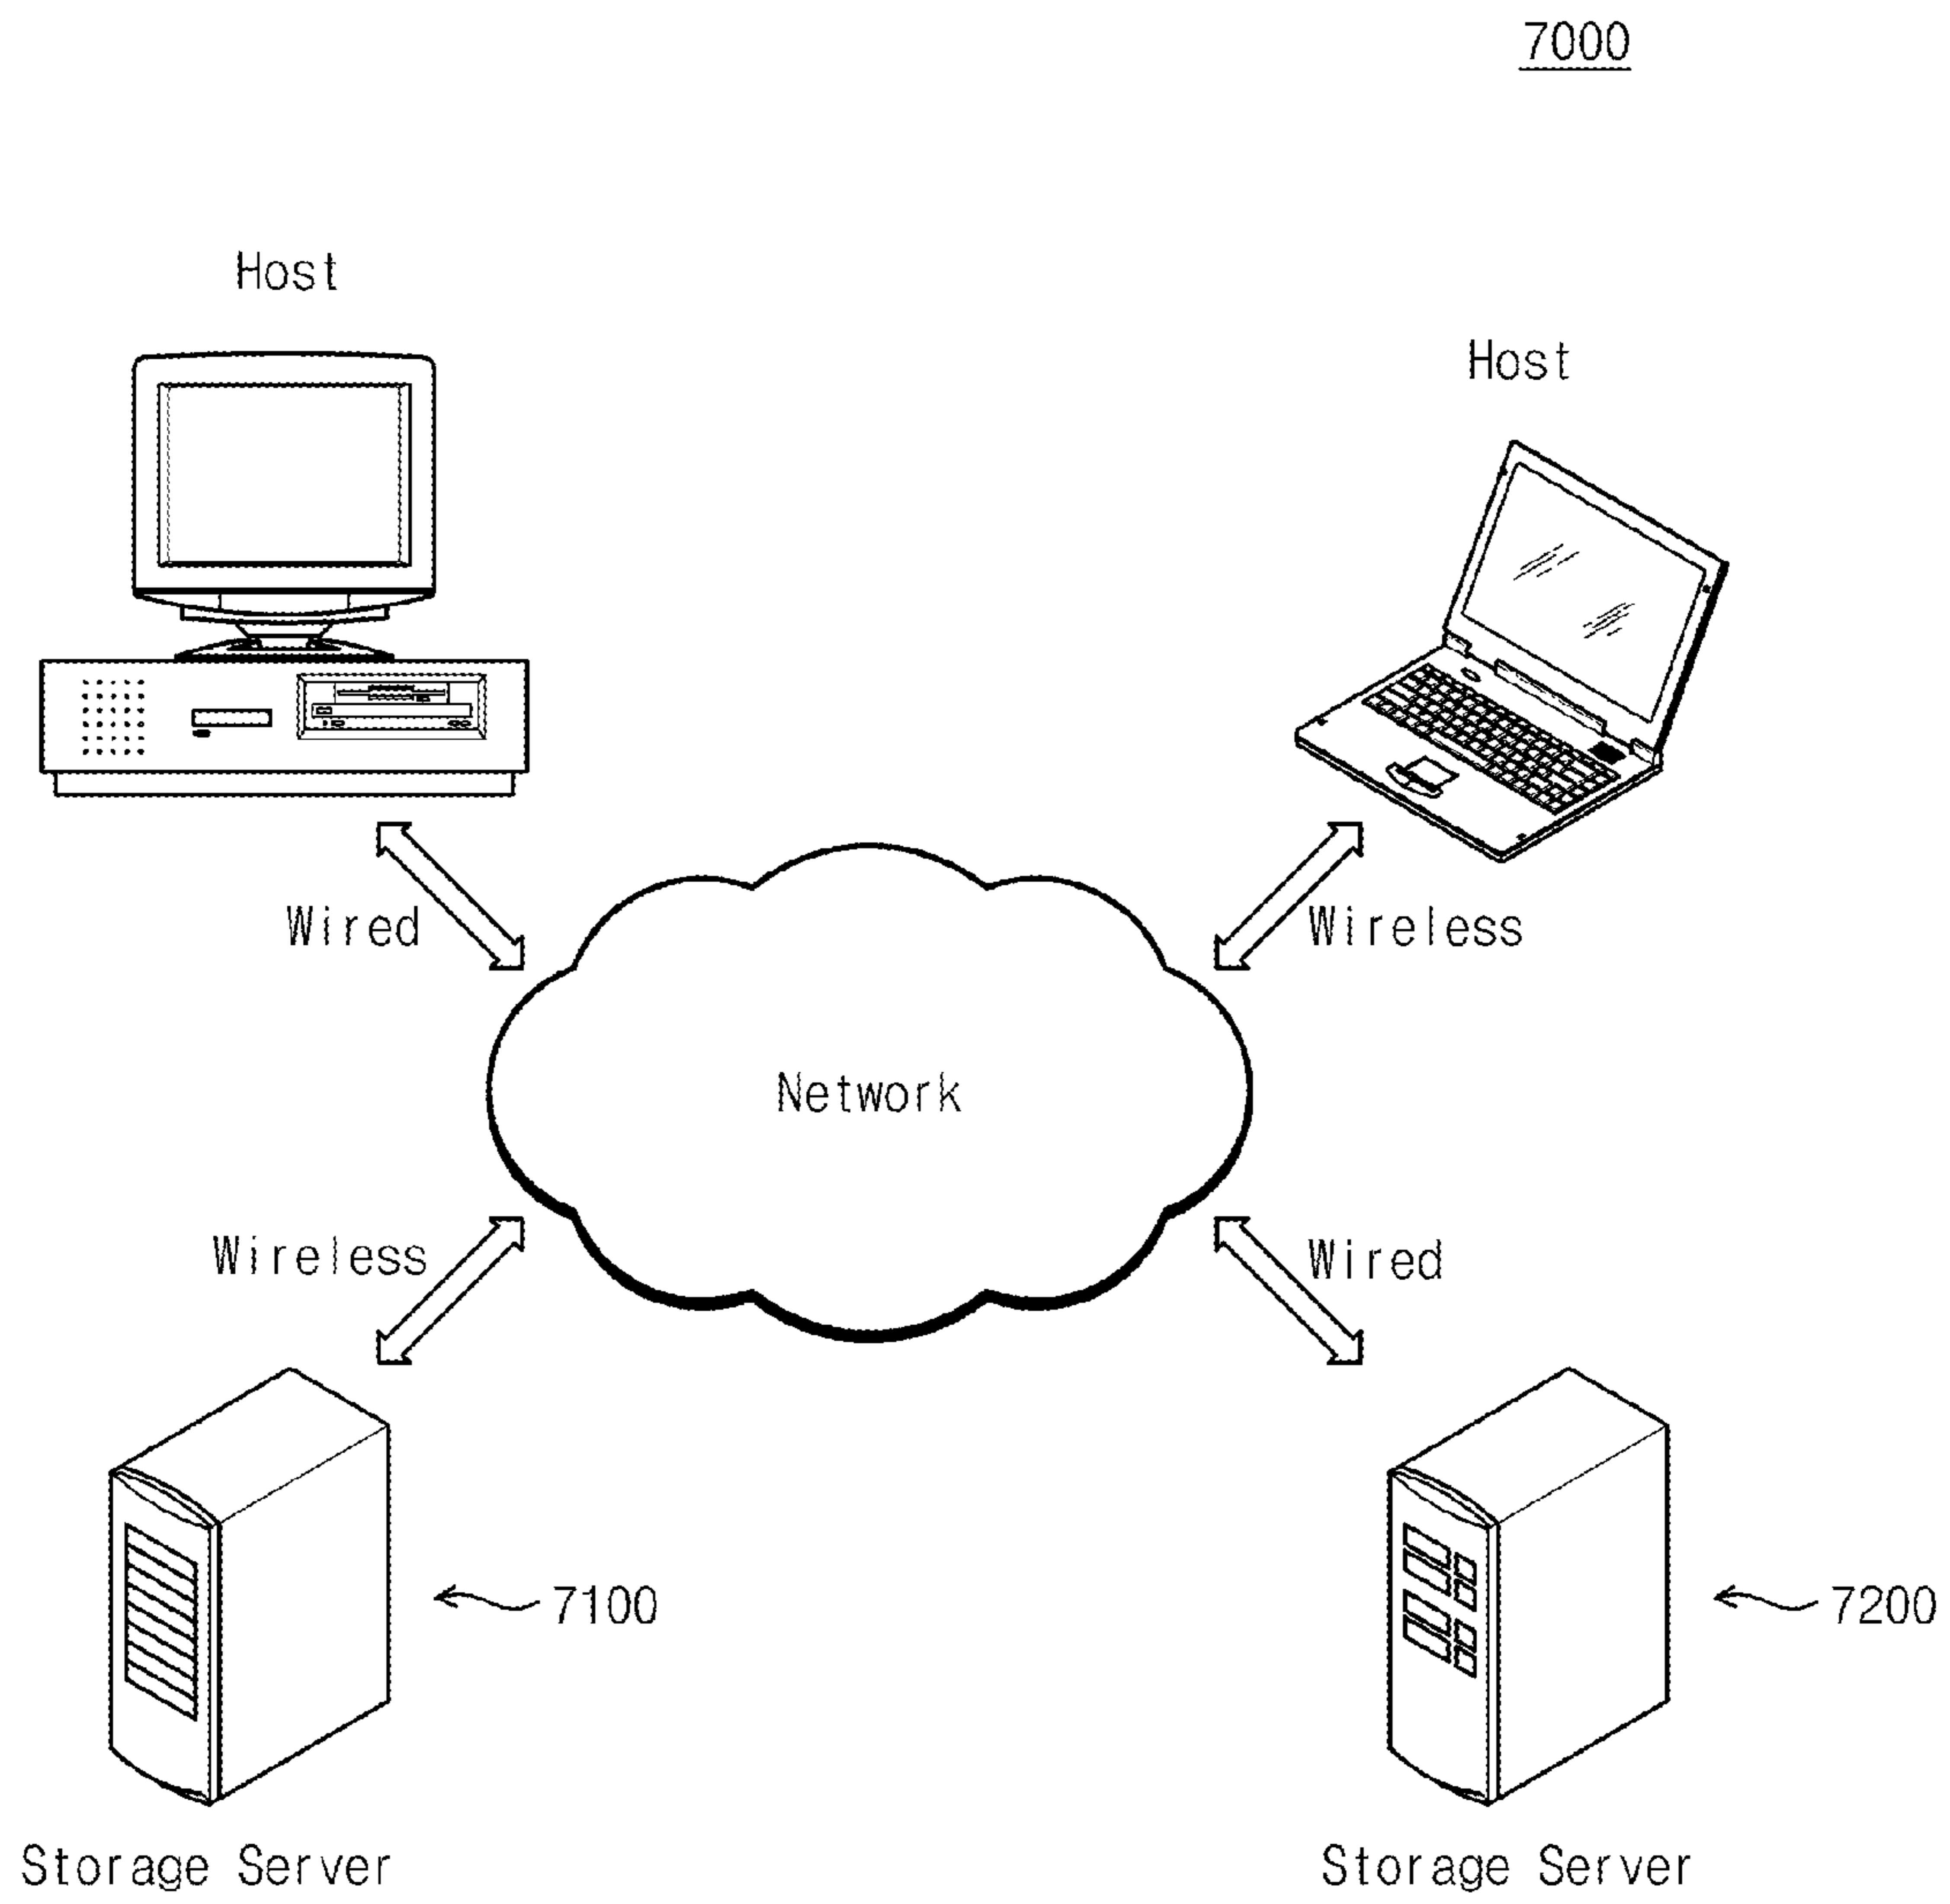 7000
Host
Host
Wired
Wireless
Network
Wireless
Wired
7100
7200
Storage Server
Storage Server